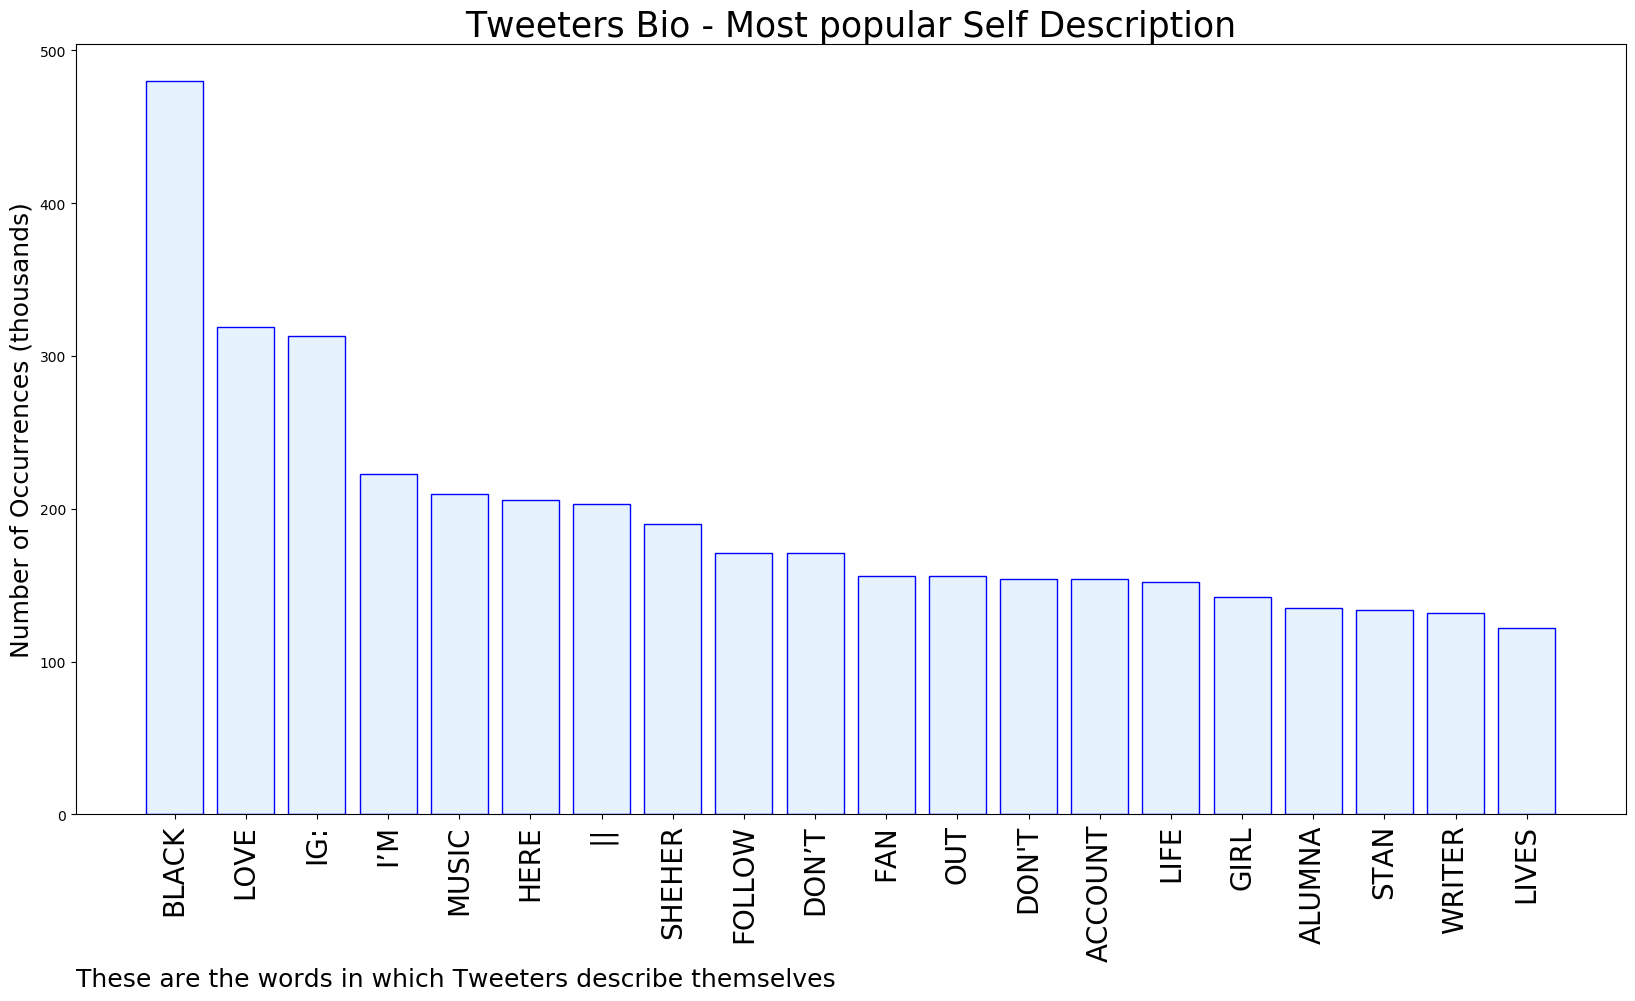 Tweeters Bio - Most popular Self Description
Number of Occurrences (thousands)
500
400
300
200
100
0
BLACK
LOVE
IG:
I’M
MUSIC
HERE
||
SHEHER
FOLLOW
DON’T
FAN
OUT
DON'T
ACCOUNT
LIFE
GIRL
ALUMNA
STAN
WRITER
LIVES
These are the words in which Tweeters describe themselves